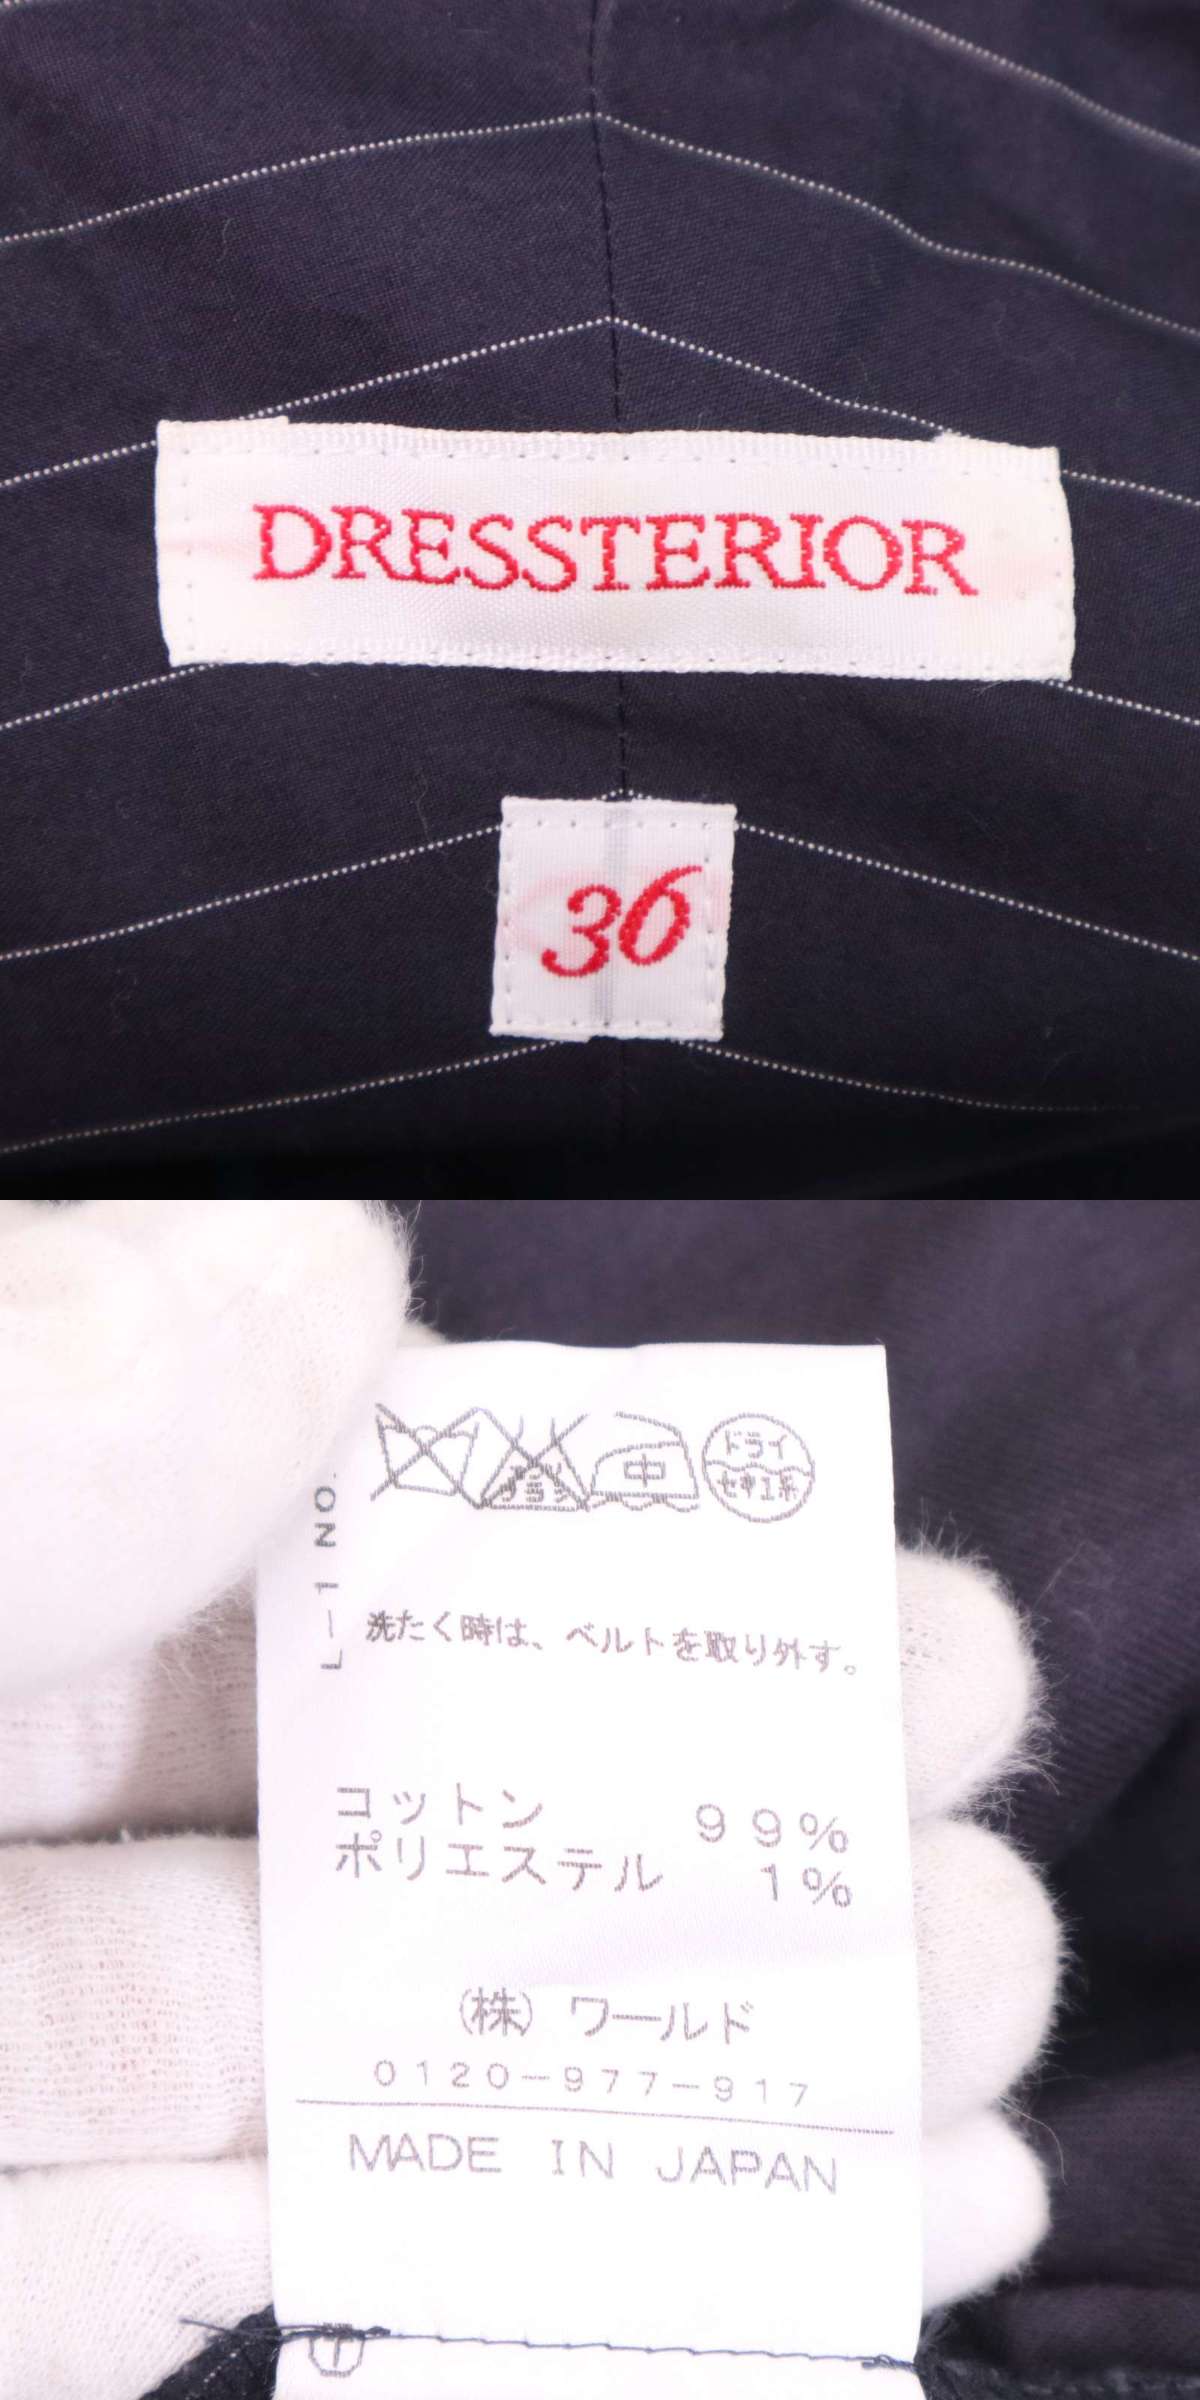 DRESSTERIOR
36
中
ドライ
セキユ系
L-1 NO.
洗たく時は、ベルトを取り外す。
コットン 99%
ポリエステル 1%
(株)ワールド
0120-977-917
MADE IN JAPAN